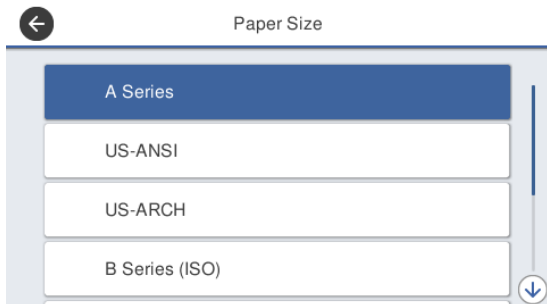 Paper Size
A Series
US-ANSI
US-ARCH
B Series (ISO)